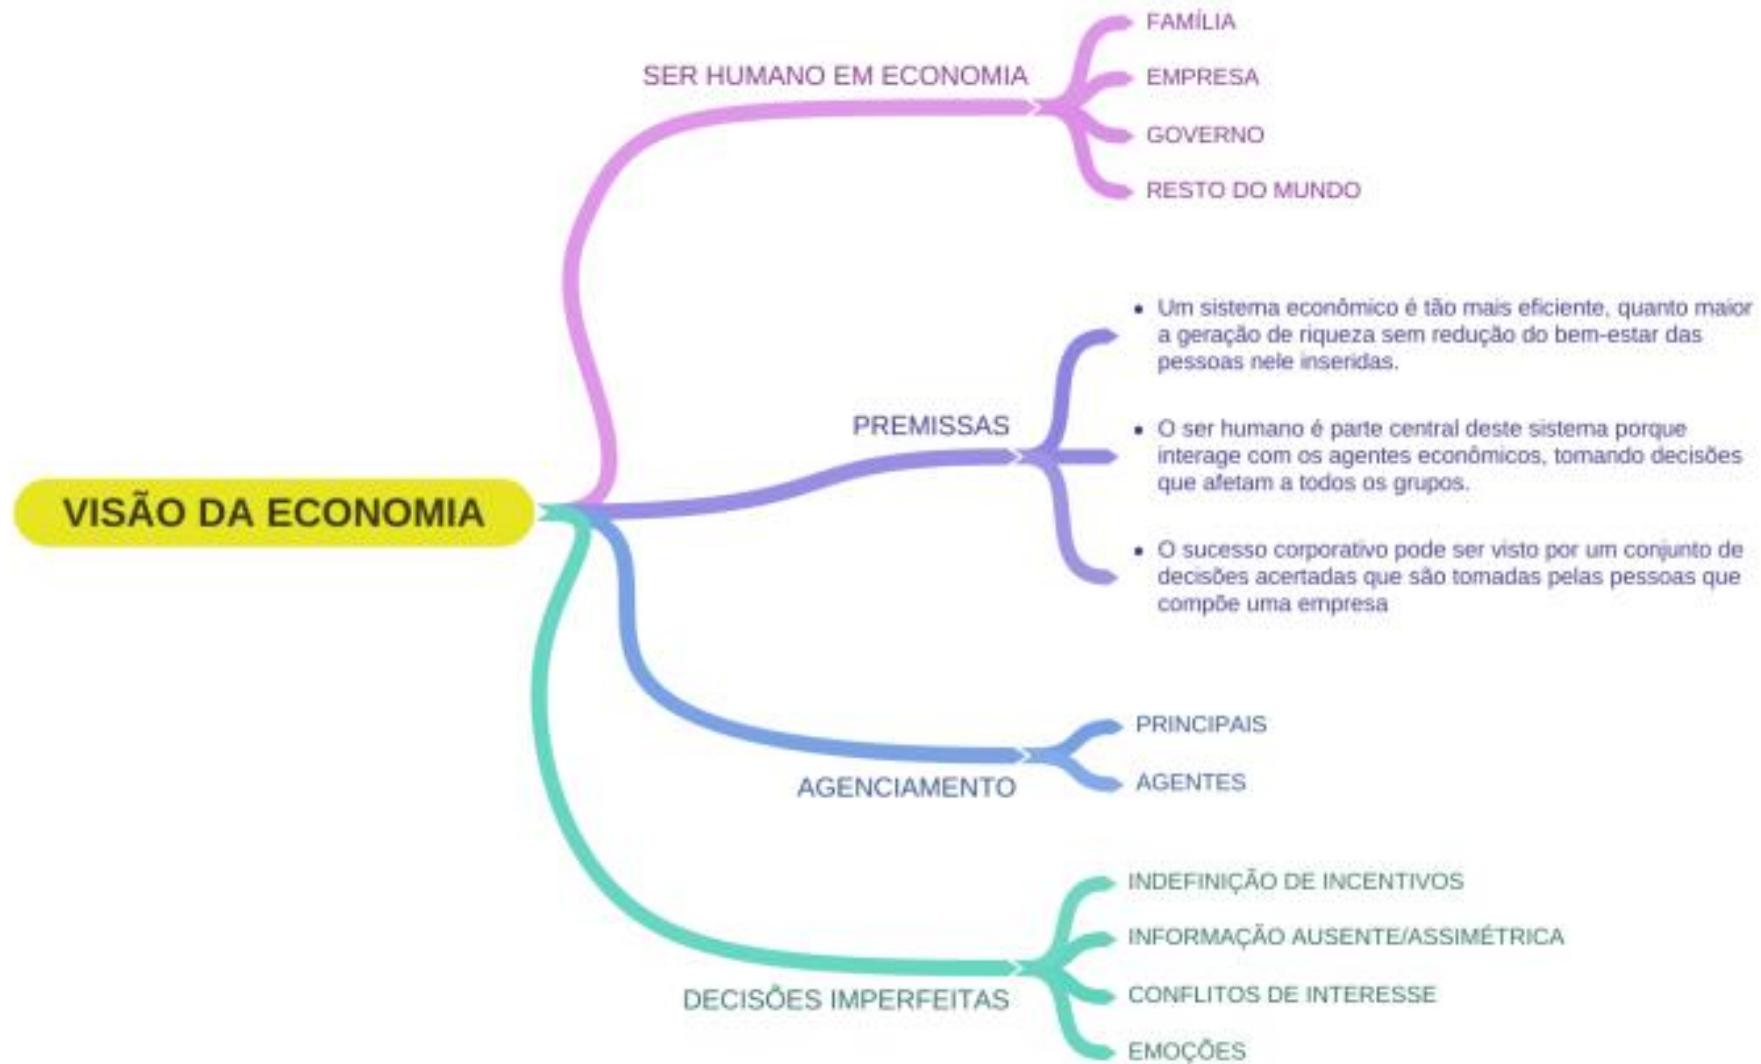 FAMÍLIA
SER HUMANO EM ECONOMIA
EMPRESA
GOVERNO
RESTO DO MUNDO
• Um sistema econômico é tão mais eficiente, quanto maior
a geração de riqueza sem redução do bem-estar das
pessoas nele inseridas.
PREMISSAS
• O ser humano é parte central deste sistema porque
interage com os agentes econômicos, tomando decisões
que afetam a todos os grupos.
VISÃO DA ECONOMIA
• O sucesso corporativo pode ser visto por um conjunto de
decisões acertadas que são tomadas pelas pessoas que
compõe uma empresa
PRINCIPAIS
AGENCIAMENTO
AGENTES
INDEFINIÇÃO DE INCENTIVOS
INFORMAÇÃO AUSENTE/ASSIMÉTRICA
DECISÕES IMPERFEITAS
CONFLITOS DE INTERESSE
EMOÇÕES